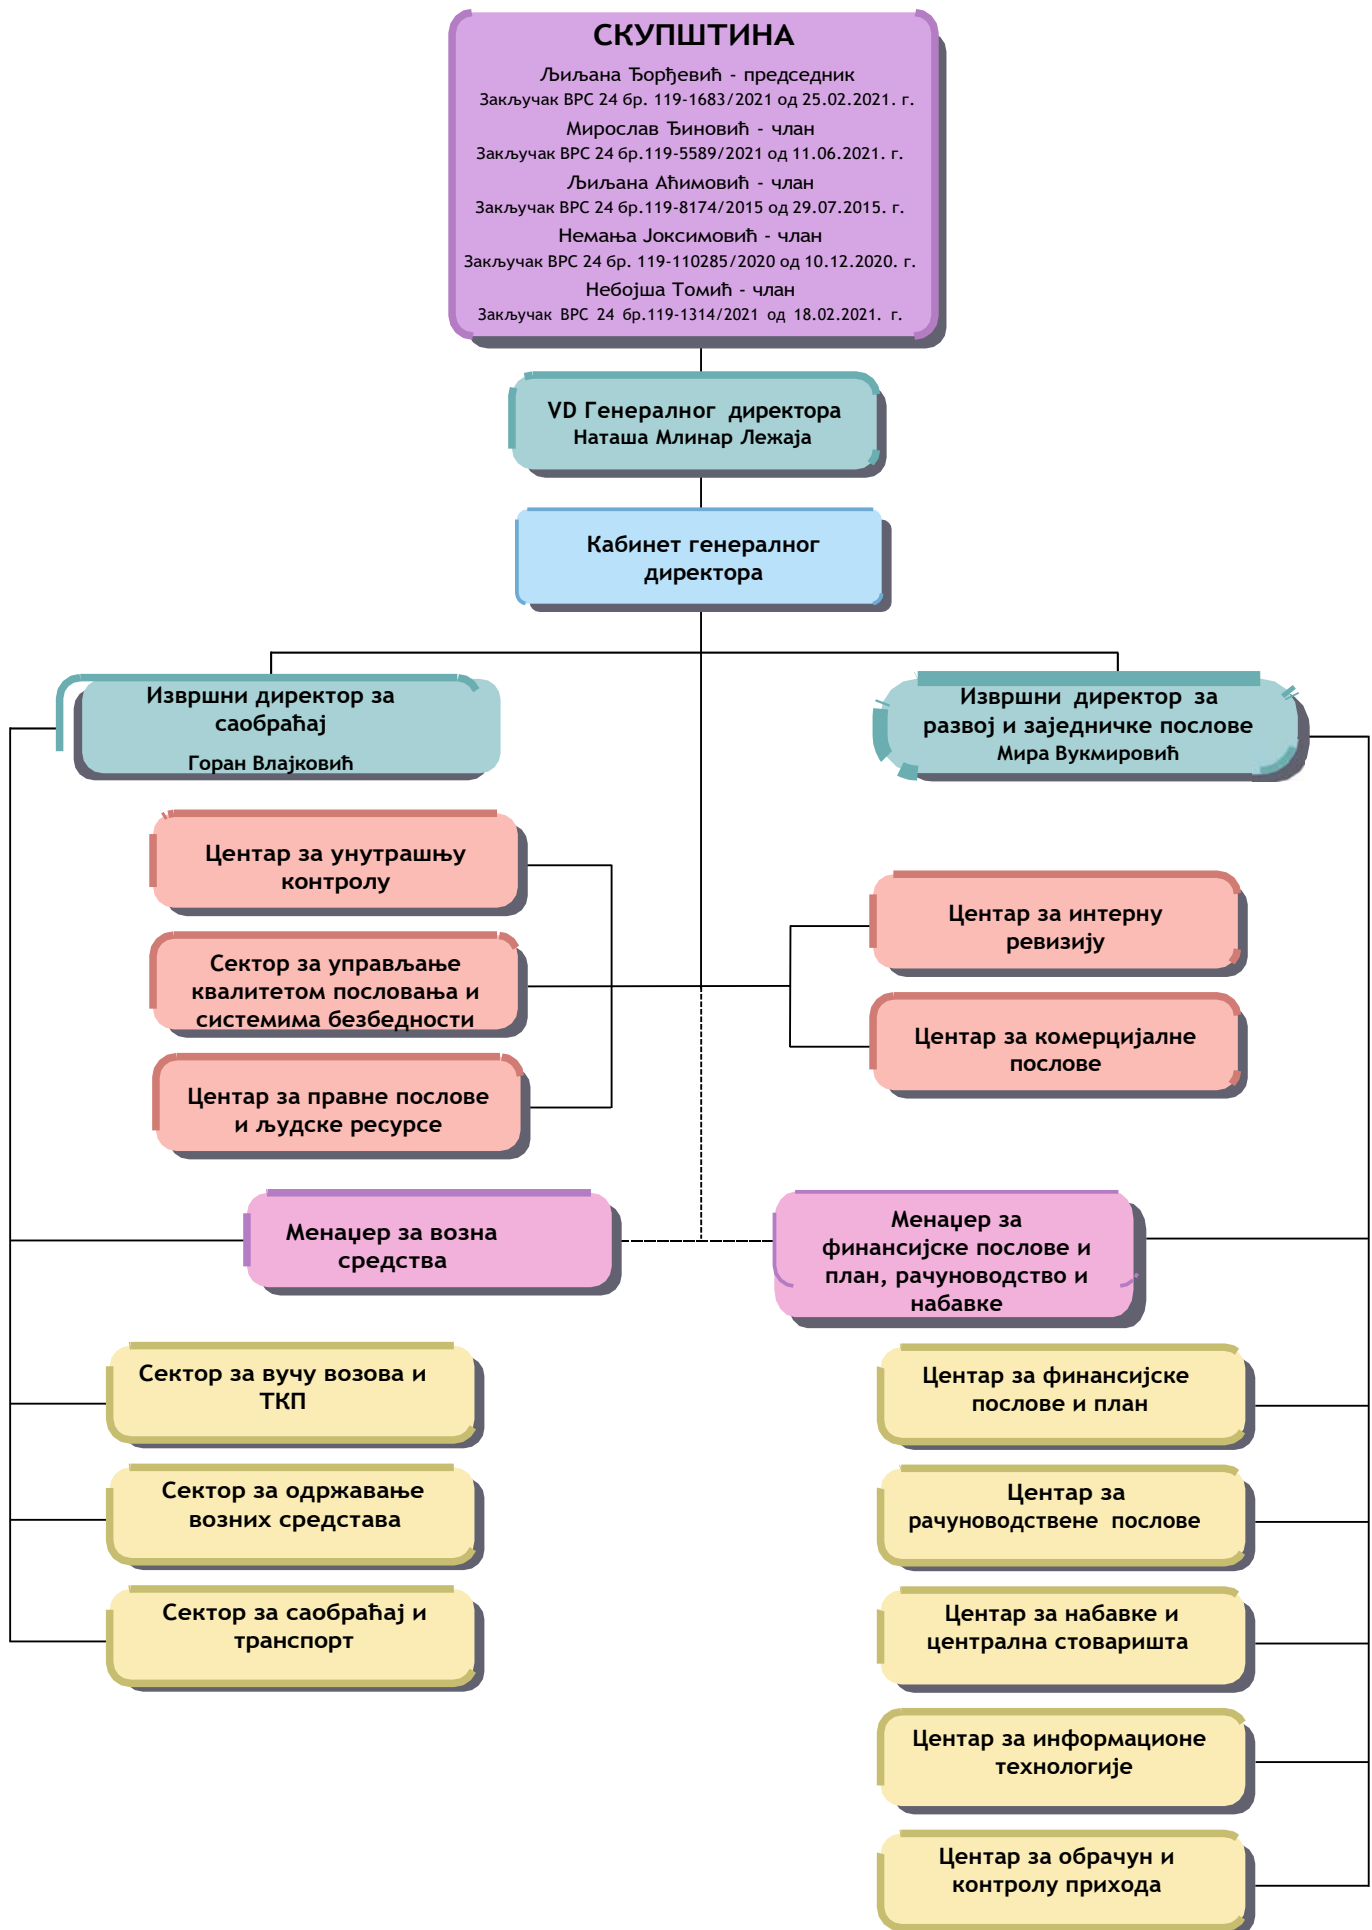 СКУПШТИНА
Љиљана Ђорђевић - председник
Закључак ВРС 24 бр. 119-1683/2021 од 25.02.2021. г.
Мирослав Ђиновић - члан
Закључак ВРС 24 бр.119-5589/2021 од 11.06.2021. г.
Љиљана Аћимовић - члан
Закључак ВРС 24 бр.119-8174/2015 од 29.07.2015. г.
Немања Јоксимовић - члан
Закључак ВРС 24 бр. 119-110285/2020 од 10.12.2020. г.
Небојша Томић - члан
Закључак ВРС 24 бр.119-1314/2021 од 18.02.2021. г.
VD Генералног директора
Наташа Млинар Лежаја
Кабинет генералног
директора
Извршни директор за
саобраћај
Горан Влајковић
Извршни директор за
развој и заједничке послове
Мира Вукмировић
Центар за унутрашњу
контролу
Сектор за управљање
квалитетом пословања и
системима безбедности
Центар за правне послове
и људске ресурсе
Центар за интерну
ревизију
Центар за комерцијалне
послове
Менаџер за возна
средства
Менаџер за
финансијске послове и
план, рачуноводство и
набавке
Сектор за вучу возова и
ТКП
Сектор за одржавање
возних средстава
Сектор за саобраћај и
транспорт
Центар за финансијске
послове и план
Центар за
рачуноводствене послове
Центар за набавке и
централна стоваришта
Центар за информационе
технологије
Центар за обрачун и
контролу прихода